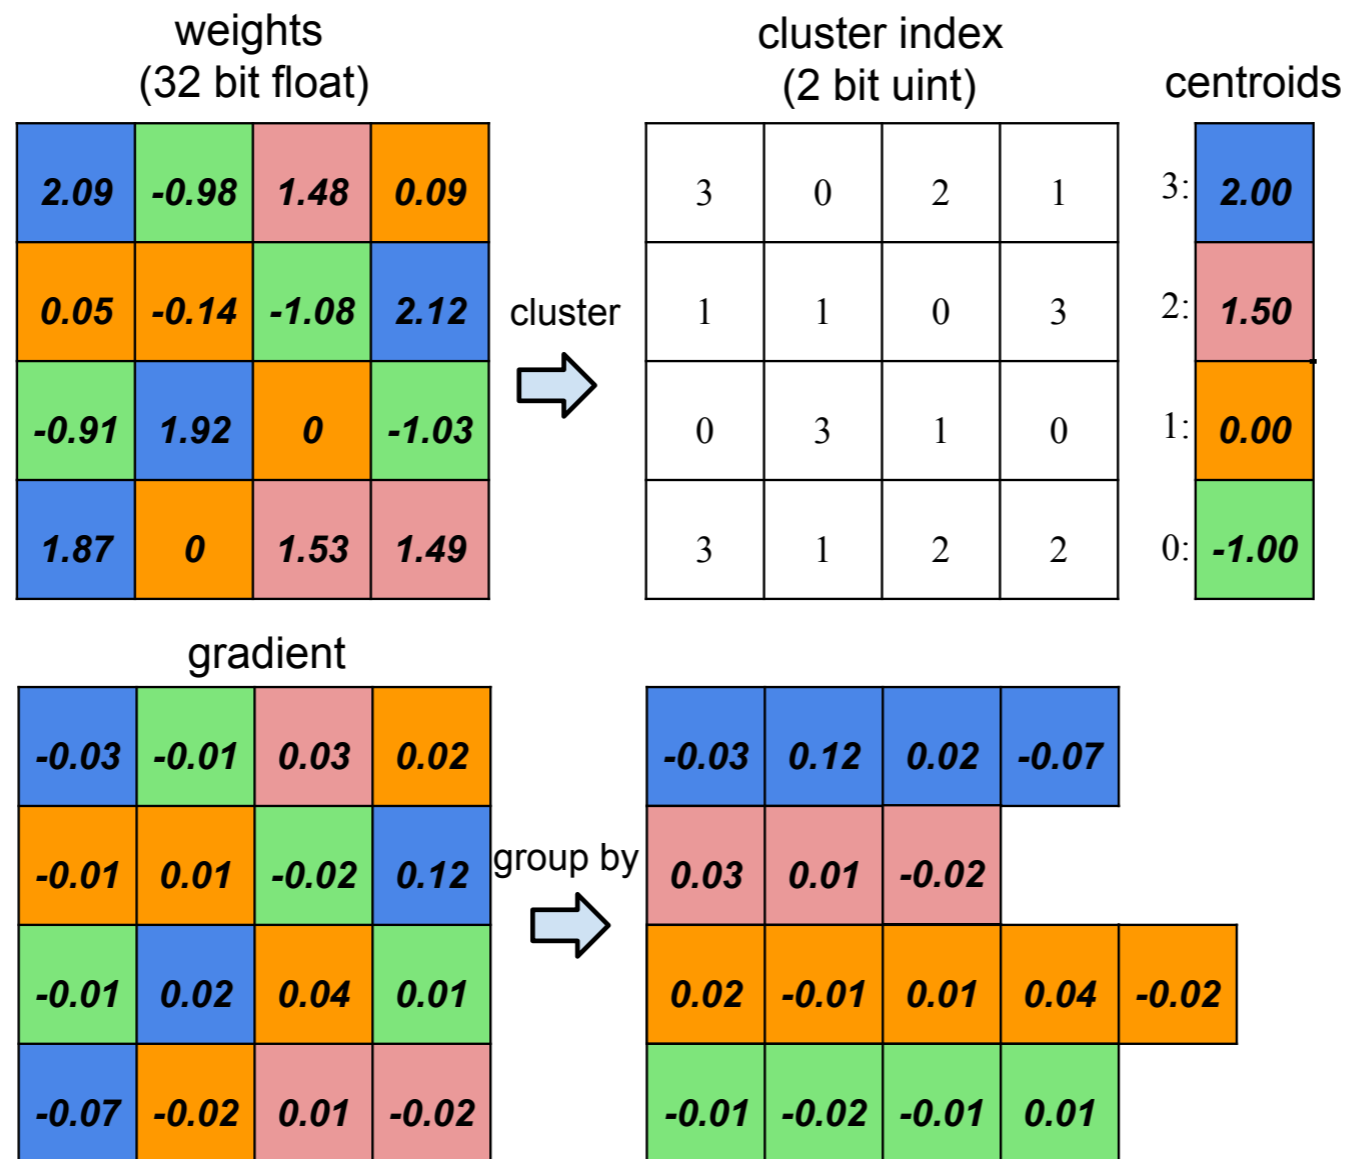 weights
(32 bit float)
cluster index
(2 bit uint)
centroids
2.09 -0.98 1.48 0.09
3 0 2 1
3: 2.00
0.05 -0.14 -1.08 2.12
cluster
1 1 0 3
2: 1.50
-0.91 1.92 0 -1.03
0 3 1 0
1: 0.00
1.87 0 1.53 1.49
3 1 2 2
0: -1.00
gradient
-0.03 -0.01 0.03 0.02
-0.03 0.12 0.02 -0.07
-0.01 0.01 -0.02 0.12
group by
0.03 0.01 -0.02
-0.01 0.02 0.04 0.01
0.02 -0.01 0.01 0.04 -0.02
-0.07 -0.02 0.01 -0.02
-0.01 -0.02 -0.01 0.01